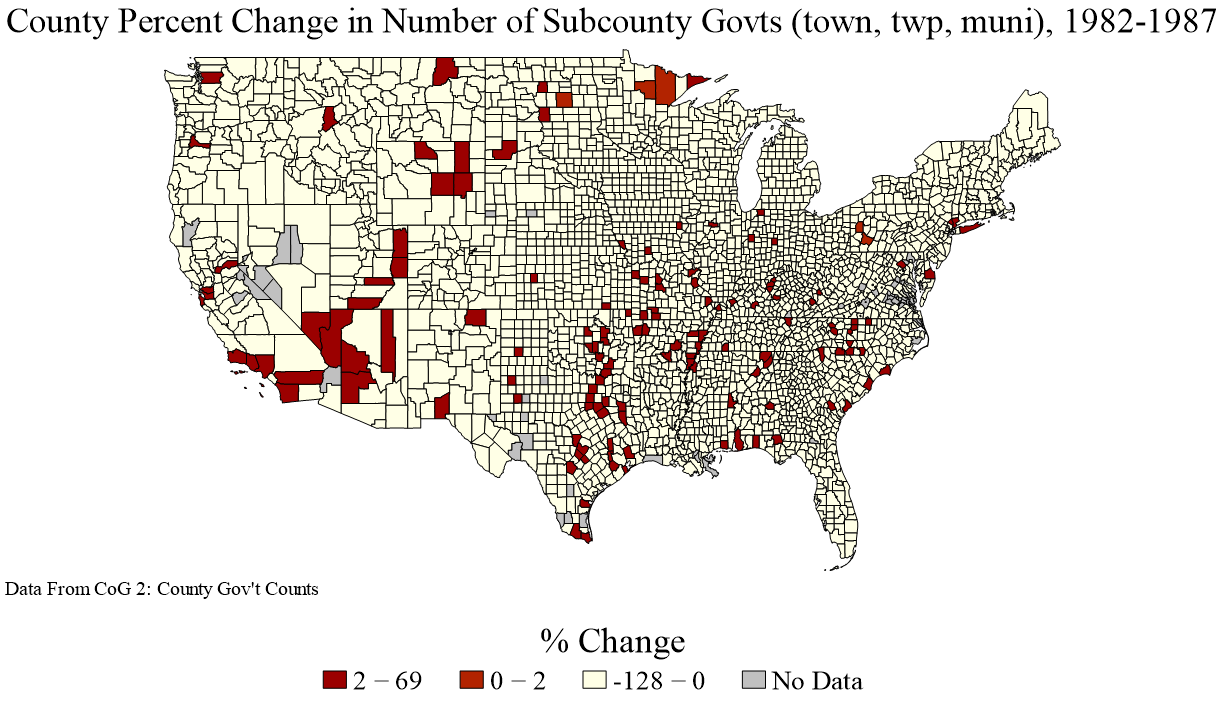 County Percent Change in Number of Subcounty Govts (town, twp, muni), 1982-1987
Data From CoG 2: County Gov't Counts
% Change
2 − 69 0 − 2 -128 − 0 No Data